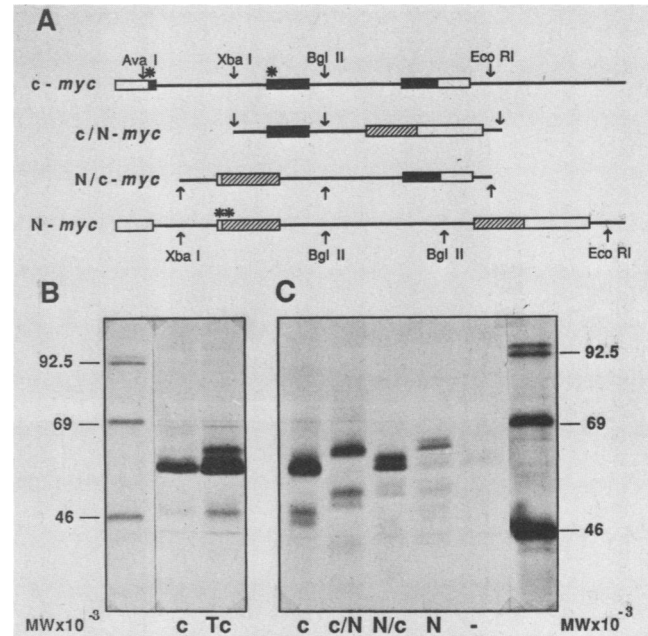 A
Ava I Xba I Bgl II Eco RI
* *
c - myc
c/N - myc
N/c - myc
**
N - myc
Xba I Bgl II Bgl II Eco RI
B C
92.5 — — 92.5
69 — — 69
46 — — 46
MWx10⁻³ c Tc c c/N N/c N - MWx10⁻³